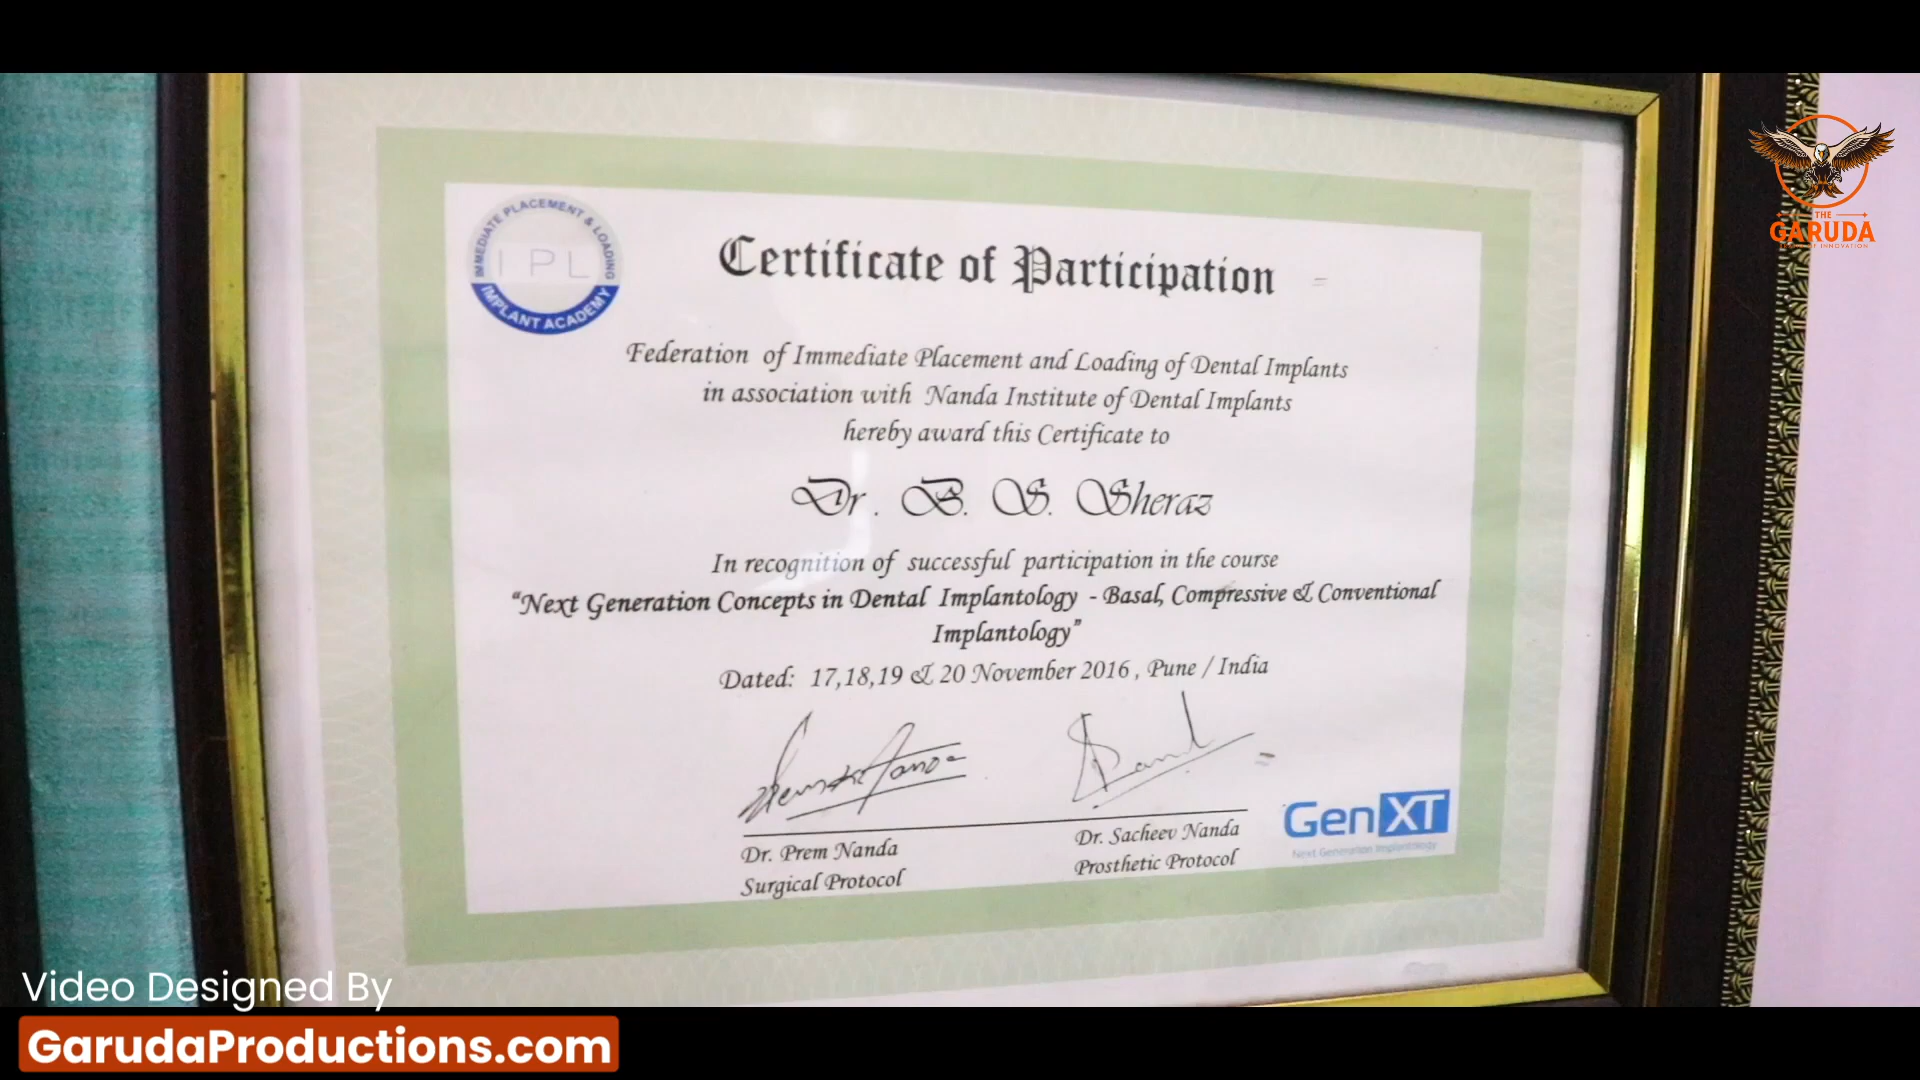 IMMEDIATE PLACEMENT & LOADING
IPL
IMPLANT ACADEMY
Certificate of Participation
Federation of Immediate Placement and Loading of Dental Implants
in association with Nanda Institute of Dental Implants
hereby award this Certificate to
Dr. B. S. Sheraz
In recognition of successful participation in the course
"Next Generation Concepts in Dental Implantology - Basal, Compressive & Conventional
Implantology"
Dated: 17,18,19 & 20 November 2016, Pune / India
Dr. Prem Nanda
Surgical Protocol
Dr. Sacheev Nanda
Prosthetic Protocol
GenXT
Next Generation Implantology
THE
GARUDA
Video Designed By
GarudaProductions.com